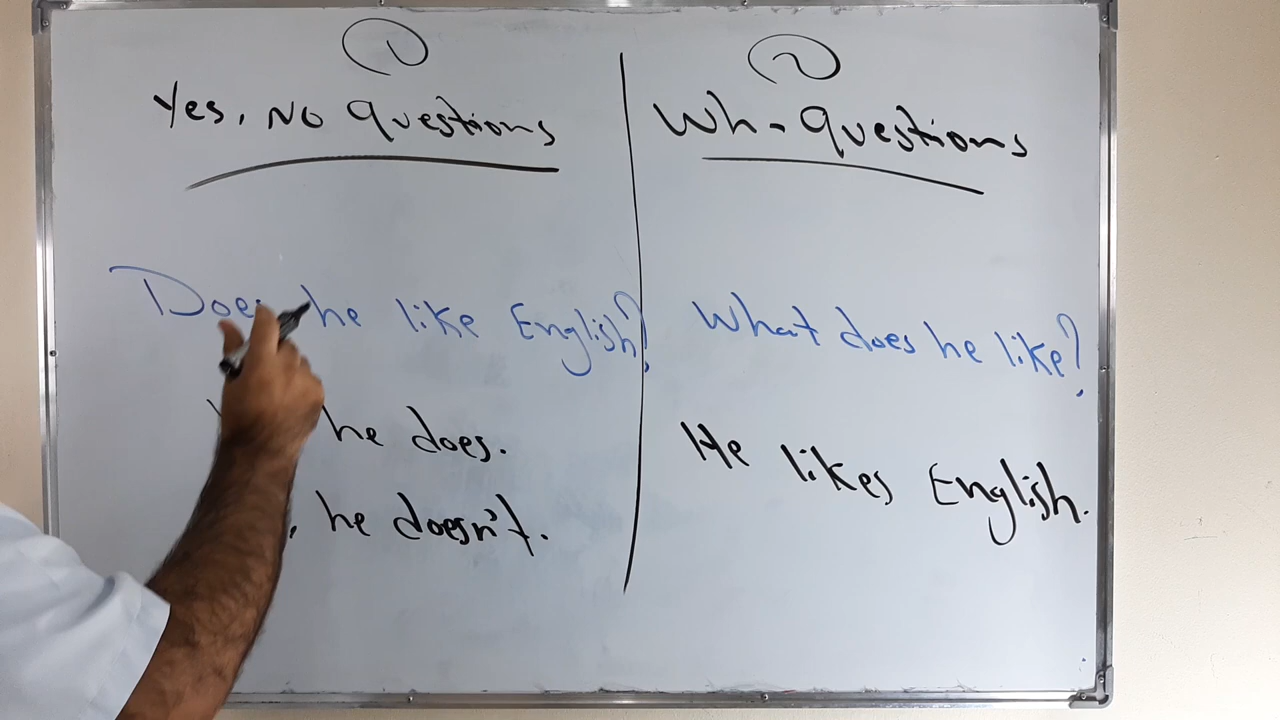 1
Yes, No Questions
Does he like English?
he does.
, he doesn't.
2
Wh-Questions
What does he like?
He likes English.